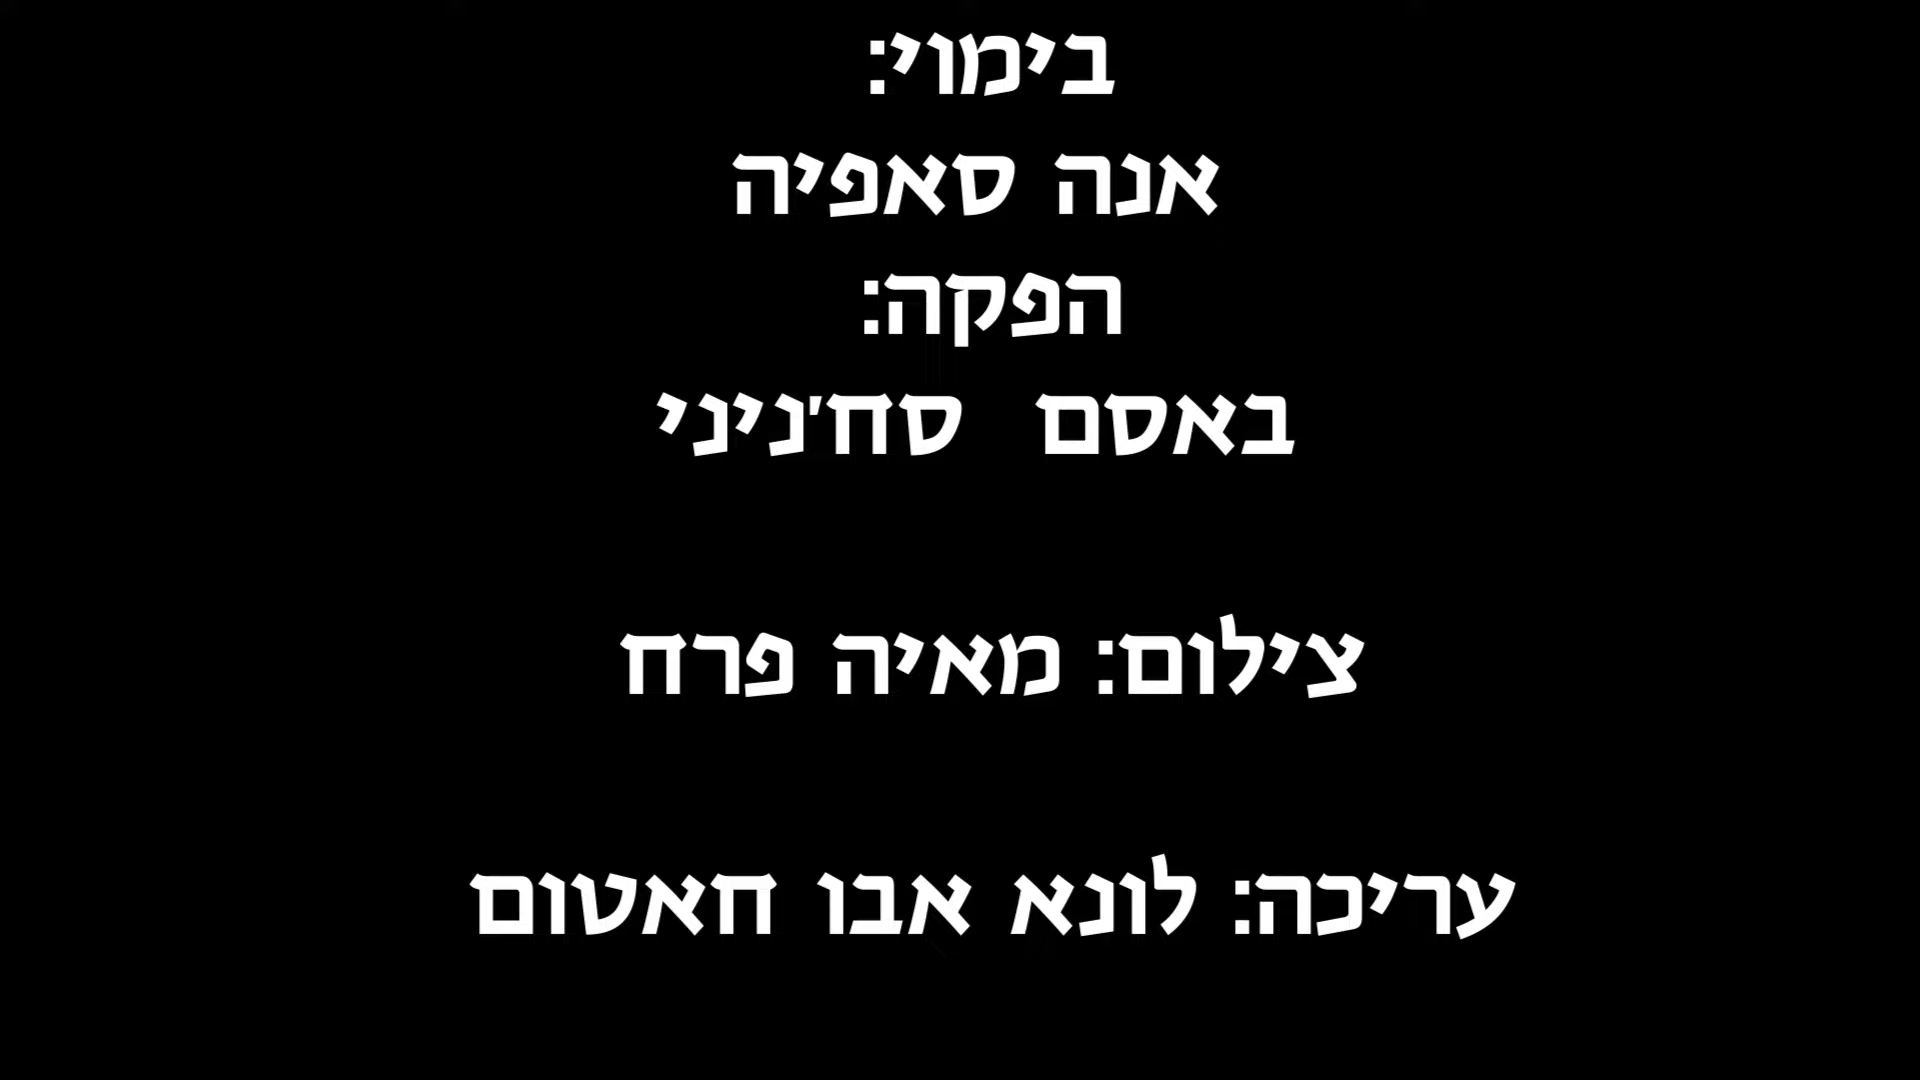 בימוי:
אנה סאפיה
הפקה:
באסם  סח'ניני
צילום: מאיה פרח
עריכה: לונא אבו חאטום